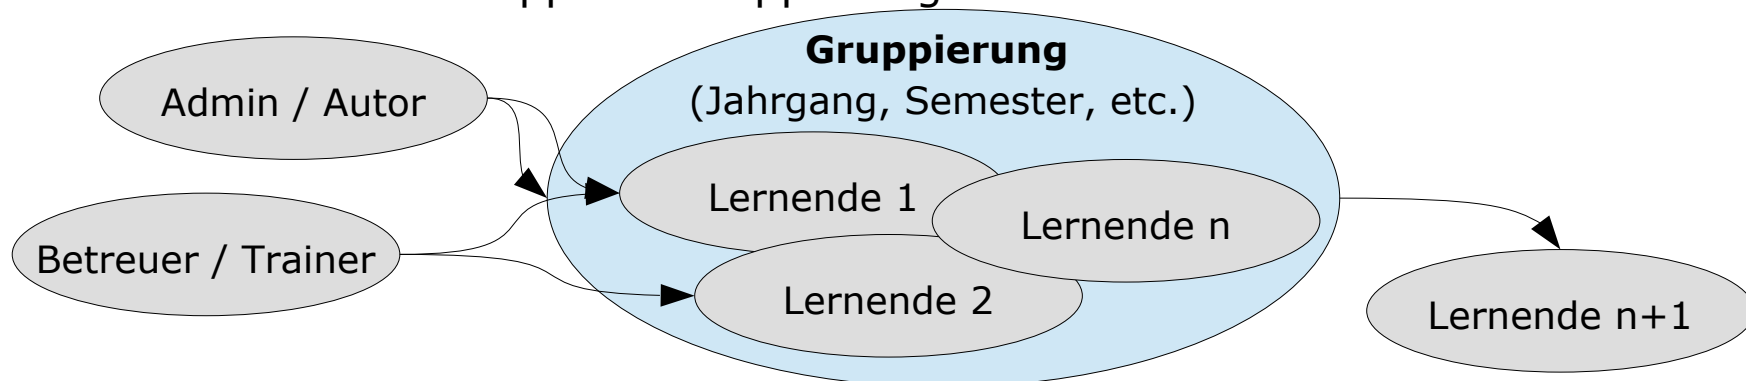 Gruppierung
(Jahrgang, Semester, etc.)
Admin / Autor
Lernende 1
Lernende n
Betreuer / Trainer
Lernende 2
Lernende n+1